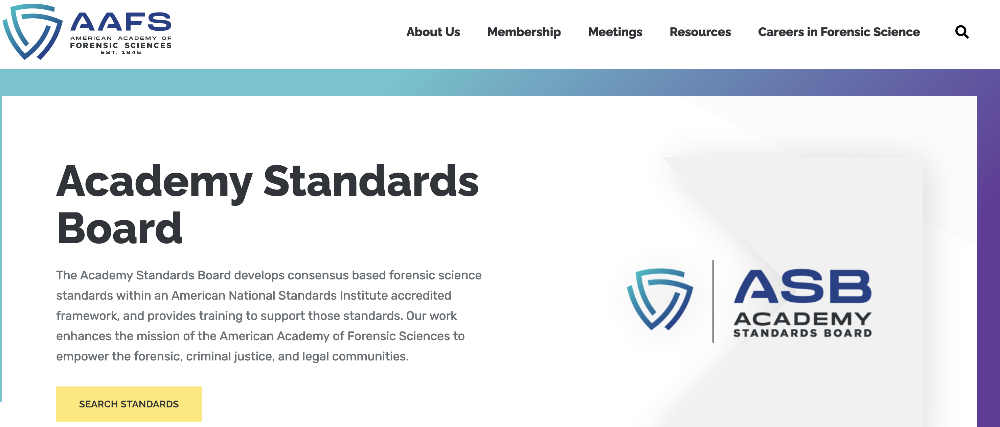 AAFS
AMERICAN ACADEMY OF
FORENSIC SCIENCES
EST. 1948
About Us
Membership
Meetings
Resources
Careers in Forensic Science
Academy Standards
Board
The Academy Standards Board develops consensus based forensic science
standards within an American National Standards Institute accredited
framework, and provides training to support those standards. Our work
enhances the mission of the American Academy of Forensic Sciences to
empower the forensic, criminal justice, and legal communities.
SEARCH STANDARDS
ASB
ACADEMY
STANDARDS BOARD